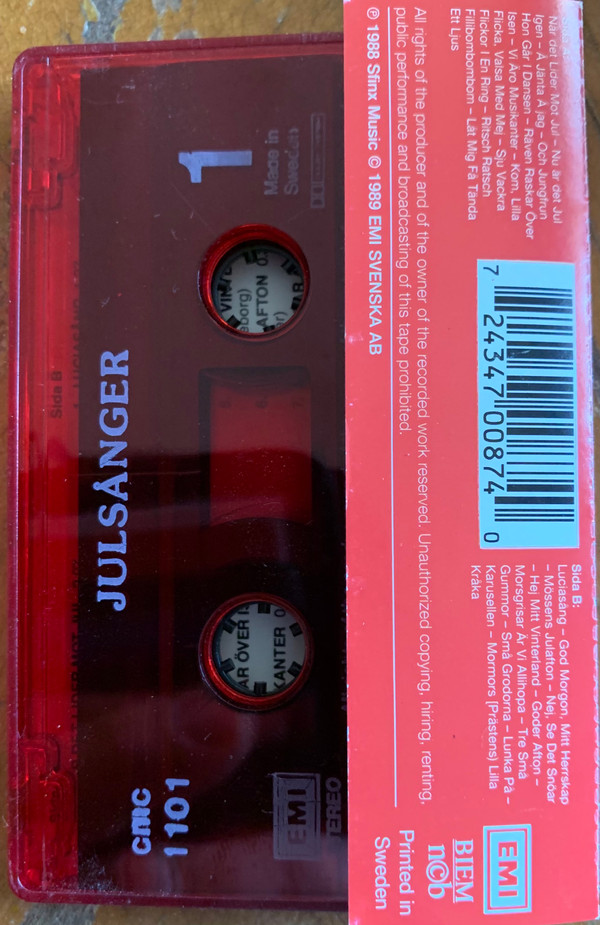 När det Lider Mot Jul – Nu är det Jul
Igen – Å Jänta Å jag – Och Jungfrun
Hon Går I Dansen – Räven Raskar Över
Isen – Vi Äro Musikanter – Kom, Lilla
Flicka, Valsa Med Mej – Sju Vackra
Flickor I En Ring – Ritsch Ratsch
Fillibombombom – Låt Mig Få Tända
Ett Ljus
7 24347 00874 0
Sida B:
Luciasång – God Morgon, Mitt Herrskap
– Mössens Julafton – Nej, Se Det Snöar
– Hej Mitt Vinterland – Goder Afton –
Morsgrisar Är Vi Allihopa – Tre Små
Gummor – Små Grodorna – Lunka På –
Karusellen – Mormors (Prästens) Lilla
Kråka
EMI
BIEM
ncb
Printed in
Sweden
All rights of the producer and of the owner of the recorded work reserved. Unauthorized copying, hiring, renting,
public performance and broadcasting of this tape prohibited.
℗ 1988 Sfinx Music © 1989 EMI SVENSKA AB
1
Made in
Sweden
AFTON
AR ÖVER
KANTER
EMI
JULSÅNGER
cmc
1101
Side B